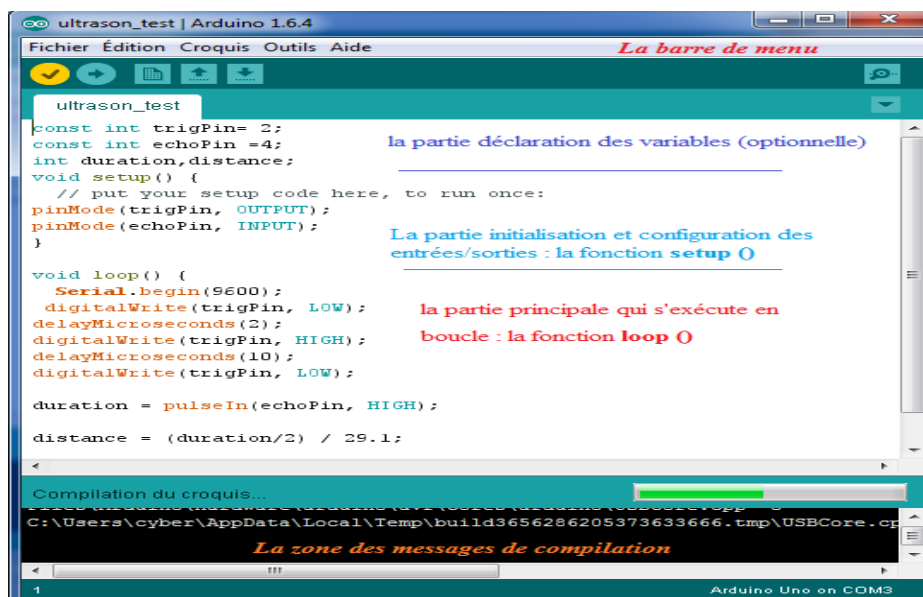 ultrason_test | Arduino 1.6.4
Fichier Édition Croquis Outils Aide
La barre de menu
ultrason_test
const int trigPin= 2;
const int echoPin =4;
la partie déclaration des variables (optionnelle)
int duration,distance;
void setup() {
// put your setup code here, to run once:
pinMode(trigPin, OUTPUT);
pinMode(echoPin, INPUT);
}
La partie initialisation et configuration des
entrées/sorties : la fonction setup ()
void loop() {
Serial.begin(9600);
digitalWrite(trigPin, LOW);
la partie principale qui s'exécute en
delayMicroseconds(2);
boucle : la fonction loop ()
digitalWrite(trigPin, HIGH);
delayMicroseconds(10);
digitalWrite(trigPin, LOW);
duration = pulseIn(echoPin, HIGH);
distance = (duration/2) / 29.1;
Compilation du croquis...
C:\Users\cyber\AppData\Local\Temp\build3656286205373633666.tmp\USBCore.cp
La zone des messages de compilation
1
Arduino Uno on COM3